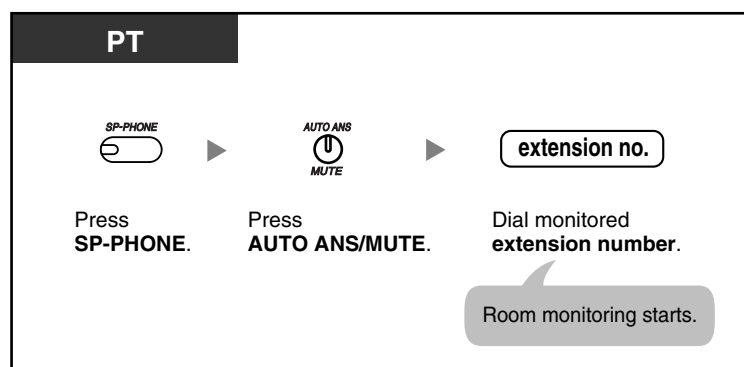 PT
SP-PHONE
AUTO ANS
MUTE
extension no.
Press
SP-PHONE.
Press
AUTO ANS/MUTE.
Dial monitored
extension number.
Room monitoring starts.